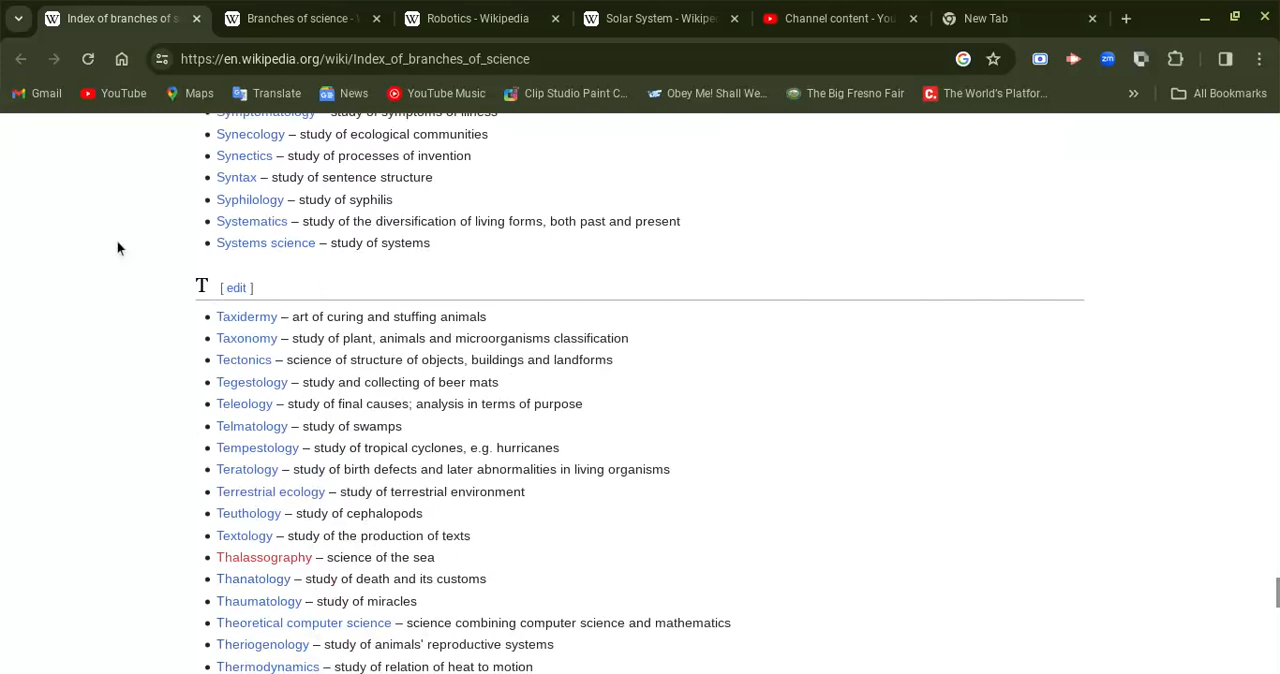 Index of branches of s
Branches of science -
Robotics - Wikipedia
Solar System - Wikipe
Channel content - You
New Tab
https://en.wikipedia.org/wiki/Index_of_branches_of_science
Gmail
YouTube
Maps
Translate
News
YouTube Music
Clip Studio Paint C...
Obey Me! Shall We...
The Big Fresno Fair
The World's Platfor...
All Bookmarks
Symptomatology – study of symptoms of illness
Synecology – study of ecological communities
Synectics – study of processes of invention
Syntax – study of sentence structure
Syphilology – study of syphilis
Systematics – study of the diversification of living forms, both past and present
Systems science – study of systems
T [ edit ]
Taxidermy – art of curing and stuffing animals
Taxonomy – study of plant, animals and microorganisms classification
Tectonics – science of structure of objects, buildings and landforms
Tegestology – study and collecting of beer mats
Teleology – study of final causes; analysis in terms of purpose
Telmatology – study of swamps
Tempestology – study of tropical cyclones, e.g. hurricanes
Teratology – study of birth defects and later abnormalities in living organisms
Terrestrial ecology – study of terrestrial environment
Teuthology – study of cephalopods
Textology – study of the production of texts
Thalassography – science of the sea
Thanatology – study of death and its customs
Thaumatology – study of miracles
Theoretical computer science – science combining computer science and mathematics
Theriogenology – study of animals' reproductive systems
Thermodynamics – study of relation of heat to motion